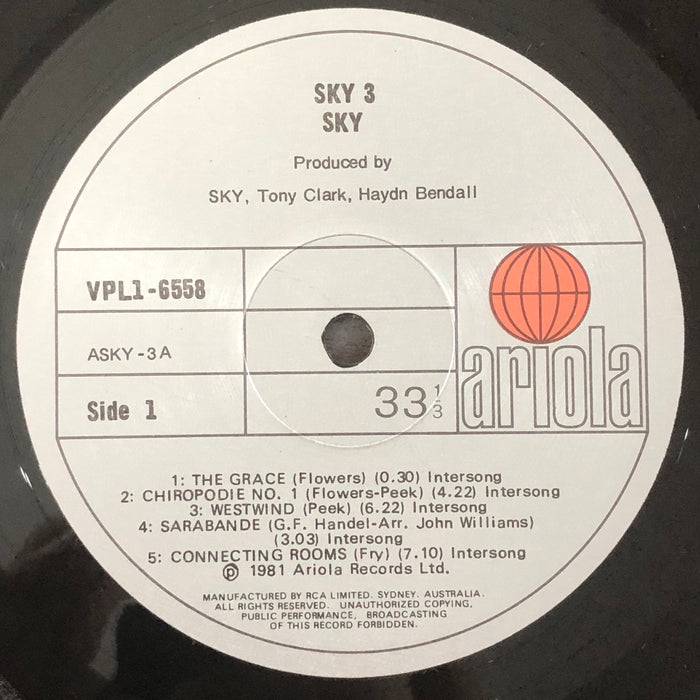 SKY 3
SKY
Produced by
SKY, Tony Clark, Haydn Bendall
VPL1-6558
ASKY-3A
Side 1
33 1/3
ariola
1: THE GRACE (Flowers) (0.30) Intersong
2: CHIROPODIE NO. 1 (Flowers-Peek) (4.22) Intersong
3: WESTWIND (Peek) (6.22) Intersong
4: SARABANDE (G.F. Handel-Arr. John Williams)
(3.03) Intersong
5: CONNECTING ROOMS (Fry) (7.10) Intersong
℗ 1981 Ariola Records Ltd.
MANUFACTURED BY RCA LIMITED. SYDNEY. AUSTRALIA.
ALL RIGHTS RESERVED. UNAUTHORIZED COPYING,
PUBLIC PERFORMANCE, BROADCASTING
OF THIS RECORD FORBIDDEN.